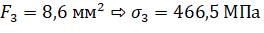 F₃ = 8,6 мм² ⇨ σ₃ = 466,5 МПа